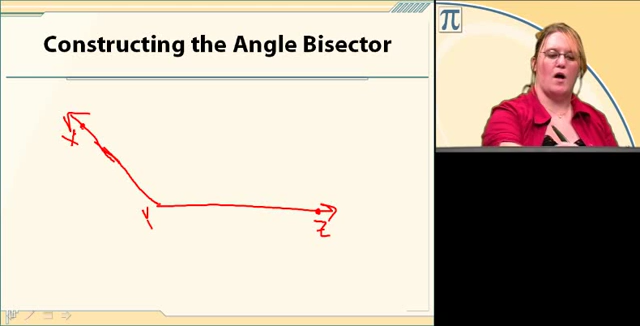 Constructing the Angle Bisector
π
X
Y
Z